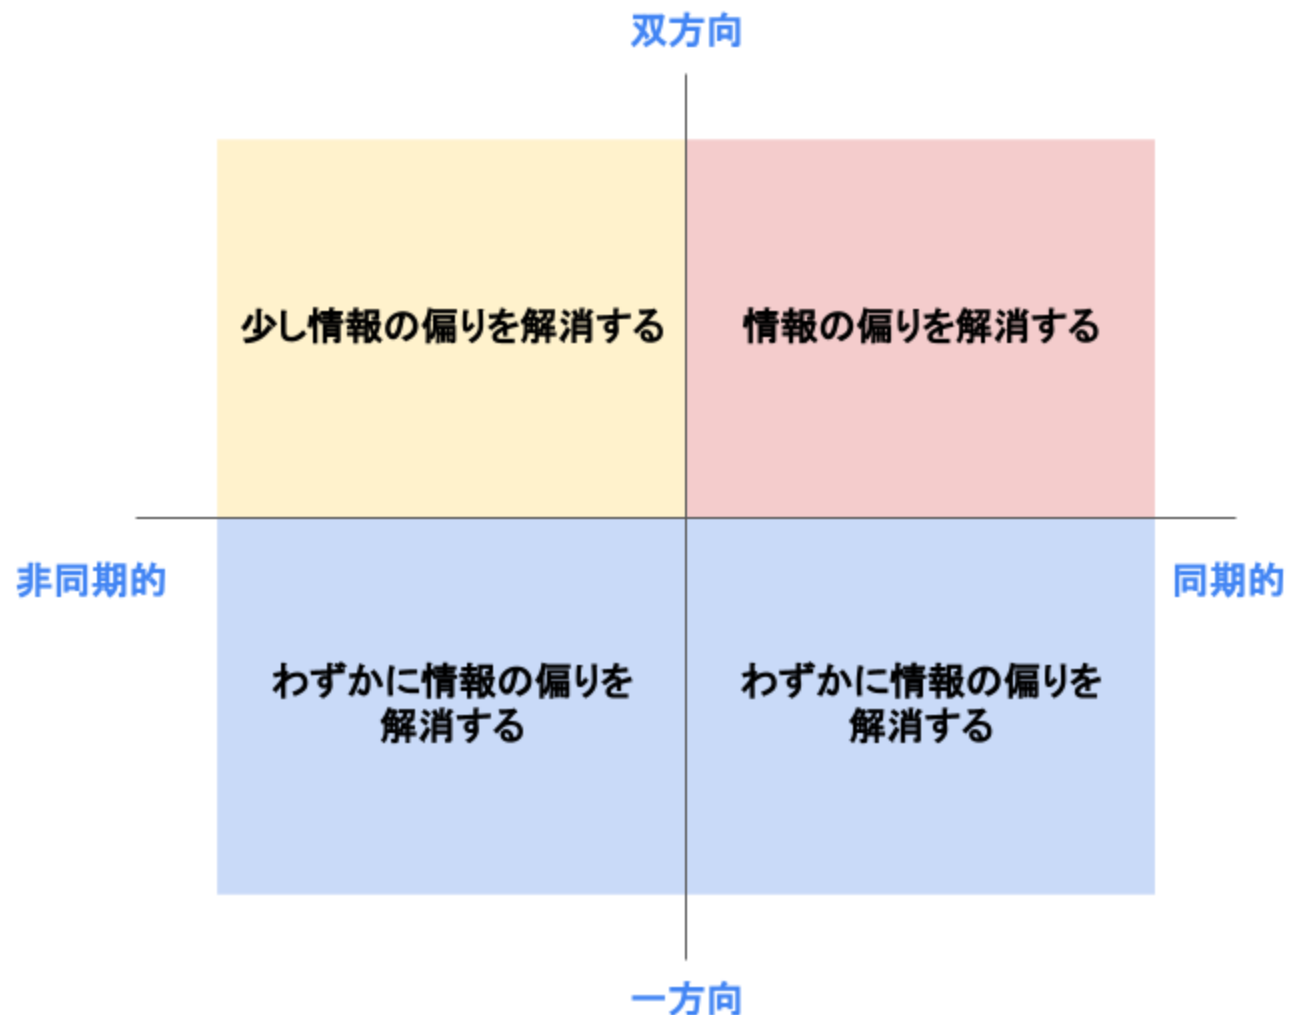 双方向
少し情報の偏りを解消する
情報の偏りを解消する
非同期的
同期的
わずかに情報の偏りを
解消する
わずかに情報の偏りを
解消する
一方向